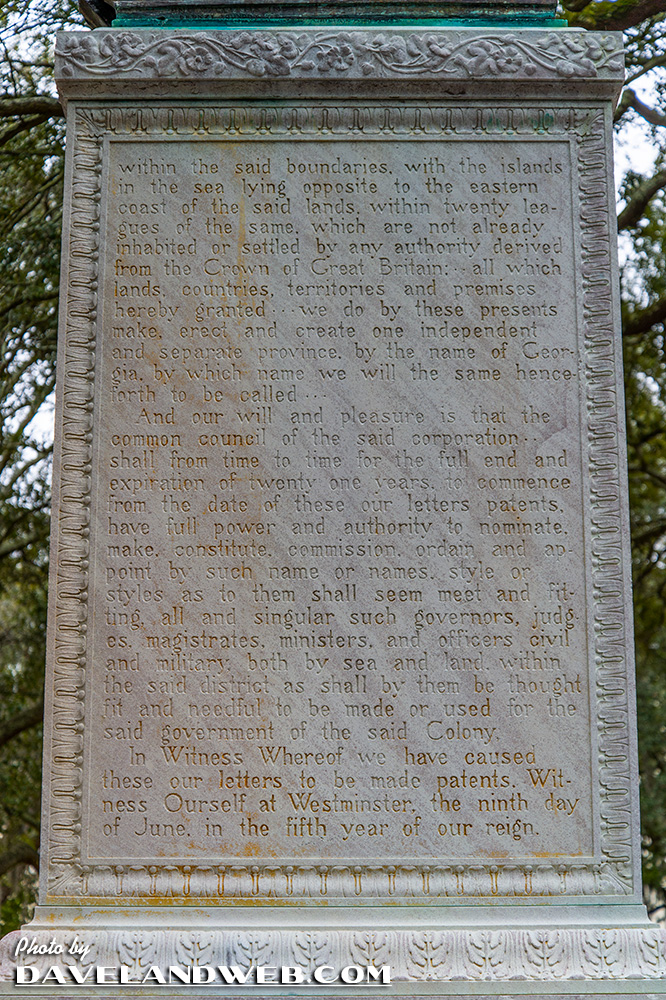 within the said boundaries, with the islands
in the sea lying opposite to the eastern
coast of the said lands, within twenty lea-
gues of the same, which are not already
inhabited or settled by any authority derived
from the Crown of Great Britain; ·· all which
lands, countries, territories and premises
hereby granted ··· we do by these presents
make, erect and create one independent
and separate province, by the name of Geor-
gia, by which name we will the same hence-
forth to be called ···
And our will and pleasure is that the
common council of the said corporation ··
shall from time to time for the full end and
expiration of twenty one years, to commence
from the date of these our letters patents,
have full power and authority to nominate,
make, constitute, commission, ordain and ap-
point by such name or names, style or
styles as to them shall seem meet and fit-
ting, all and singular such governors, judg-
es, magistrates, ministers, and officers civil
and military, both by sea and land, within
the said district as shall by them be thought
fit and needful to be made or used for the
said government of the said Colony.
In Witness Whereof we have caused
these our letters to be made patents. Wit-
ness Ourself at Westminster, the ninth day
of June, in the fifth year of our reign.
Photo by
DAVELANDWEB.COM